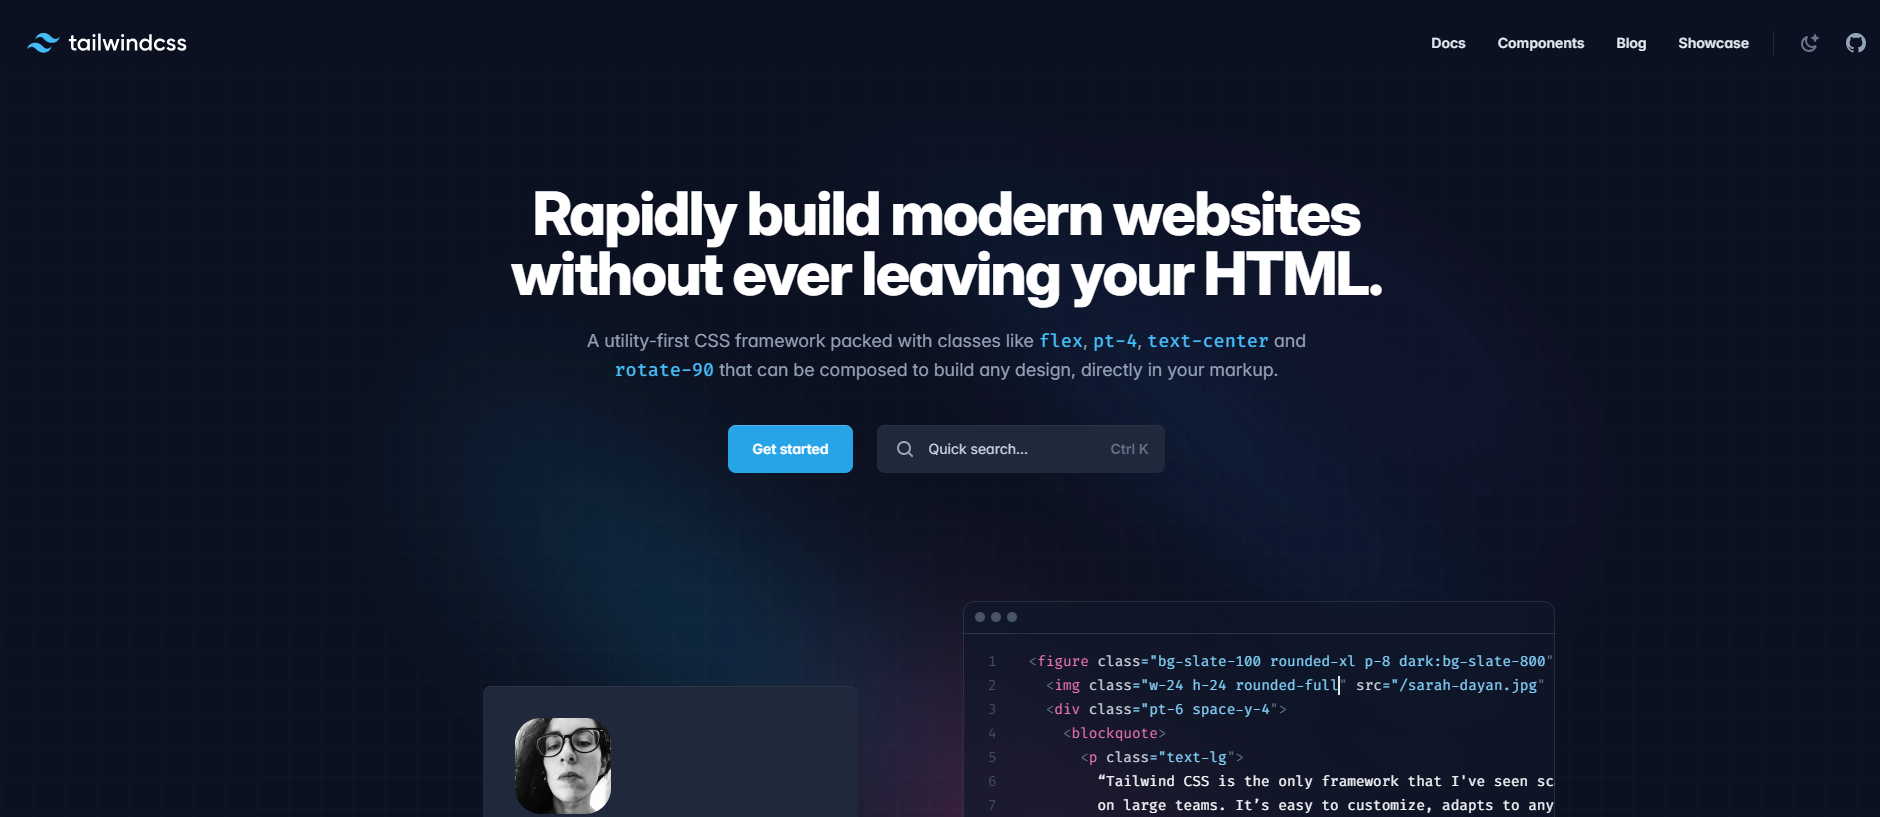 tailwindcss
Docs Components Blog Showcase
Rapidly build modern websites
without ever leaving your HTML.
A utility-first CSS framework packed with classes like flex, pt-4, text-center and
rotate-90 that can be composed to build any design, directly in your markup.
Get started
Quick search... Ctrl K
1 <figure class="bg-slate-100 rounded-xl p-8 dark:bg-slate-800"
2 <img class="w-24 h-24 rounded-full" src="/sarah-dayan.jpg"
3 <div class="pt-6 space-y-4">
4 <blockquote>
5 <p class="text-lg">
6 “Tailwind CSS is the only framework that I've seen sc
7 on large teams. It’s easy to customize, adapts to any